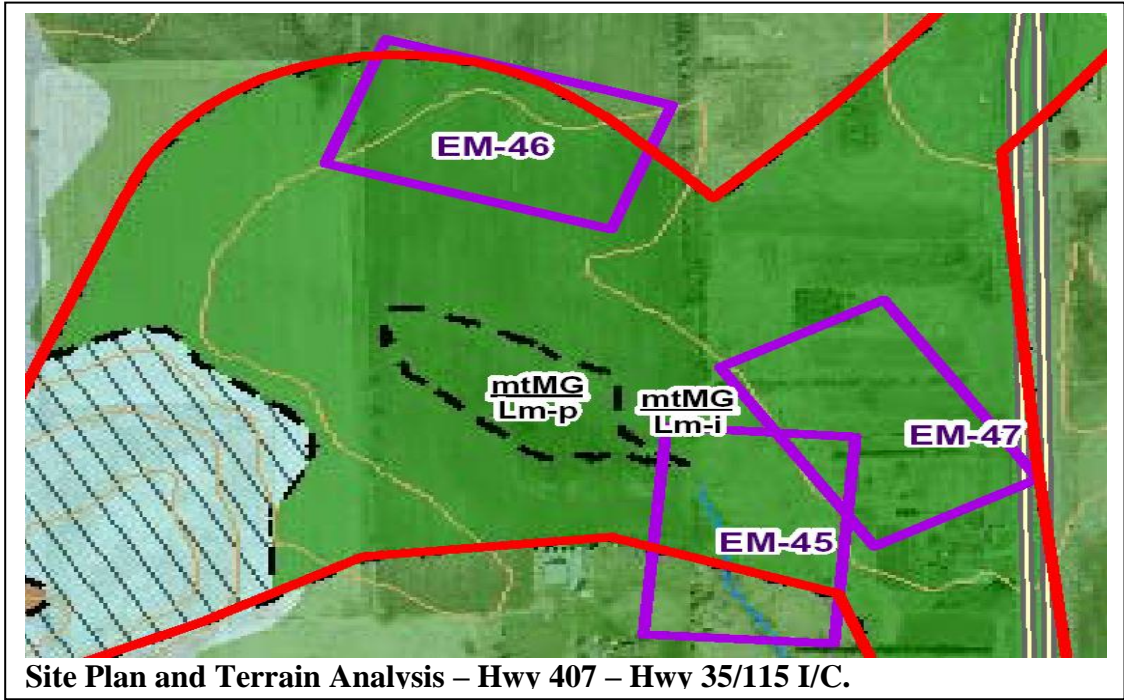 EM-46
mtMG
Lm-p
mtMG
Lm-i
EM-47
EM-45
Site Plan and Terrain Analysis – Hwy 407 – Hwy 35/115 I/C.